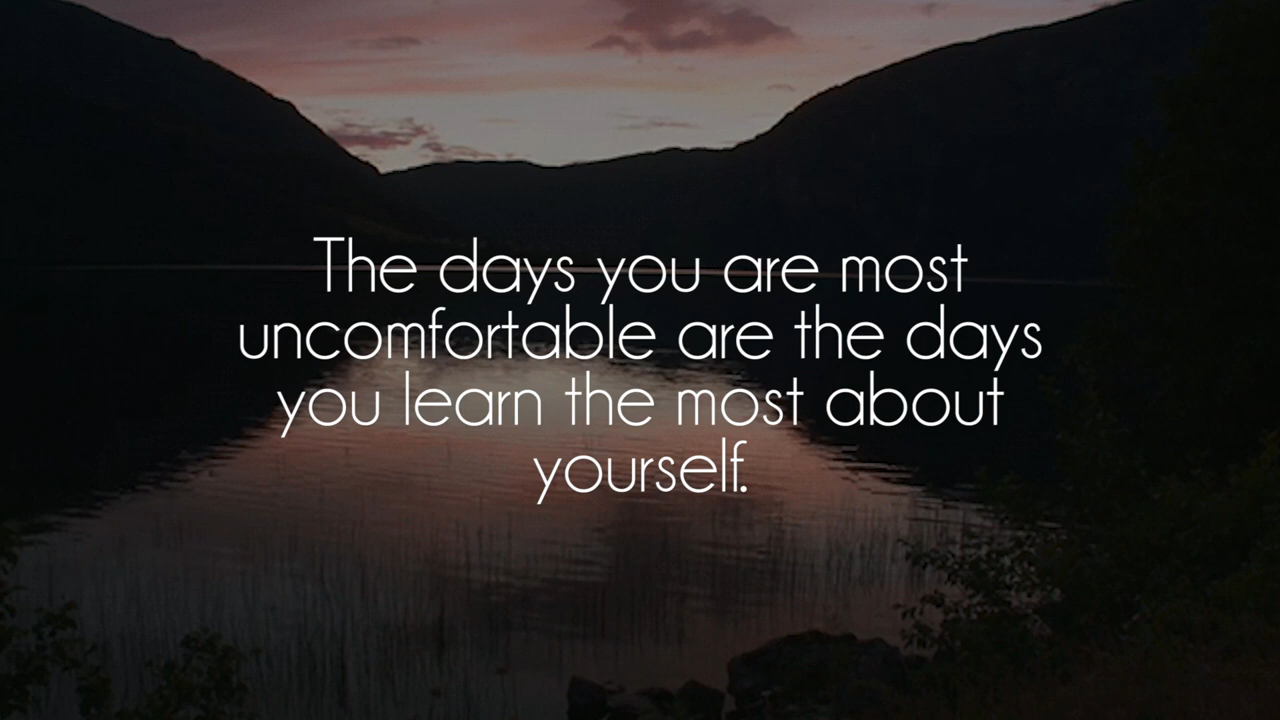 The days you are most
uncomfortable are the days
you learn the most about
yourself.